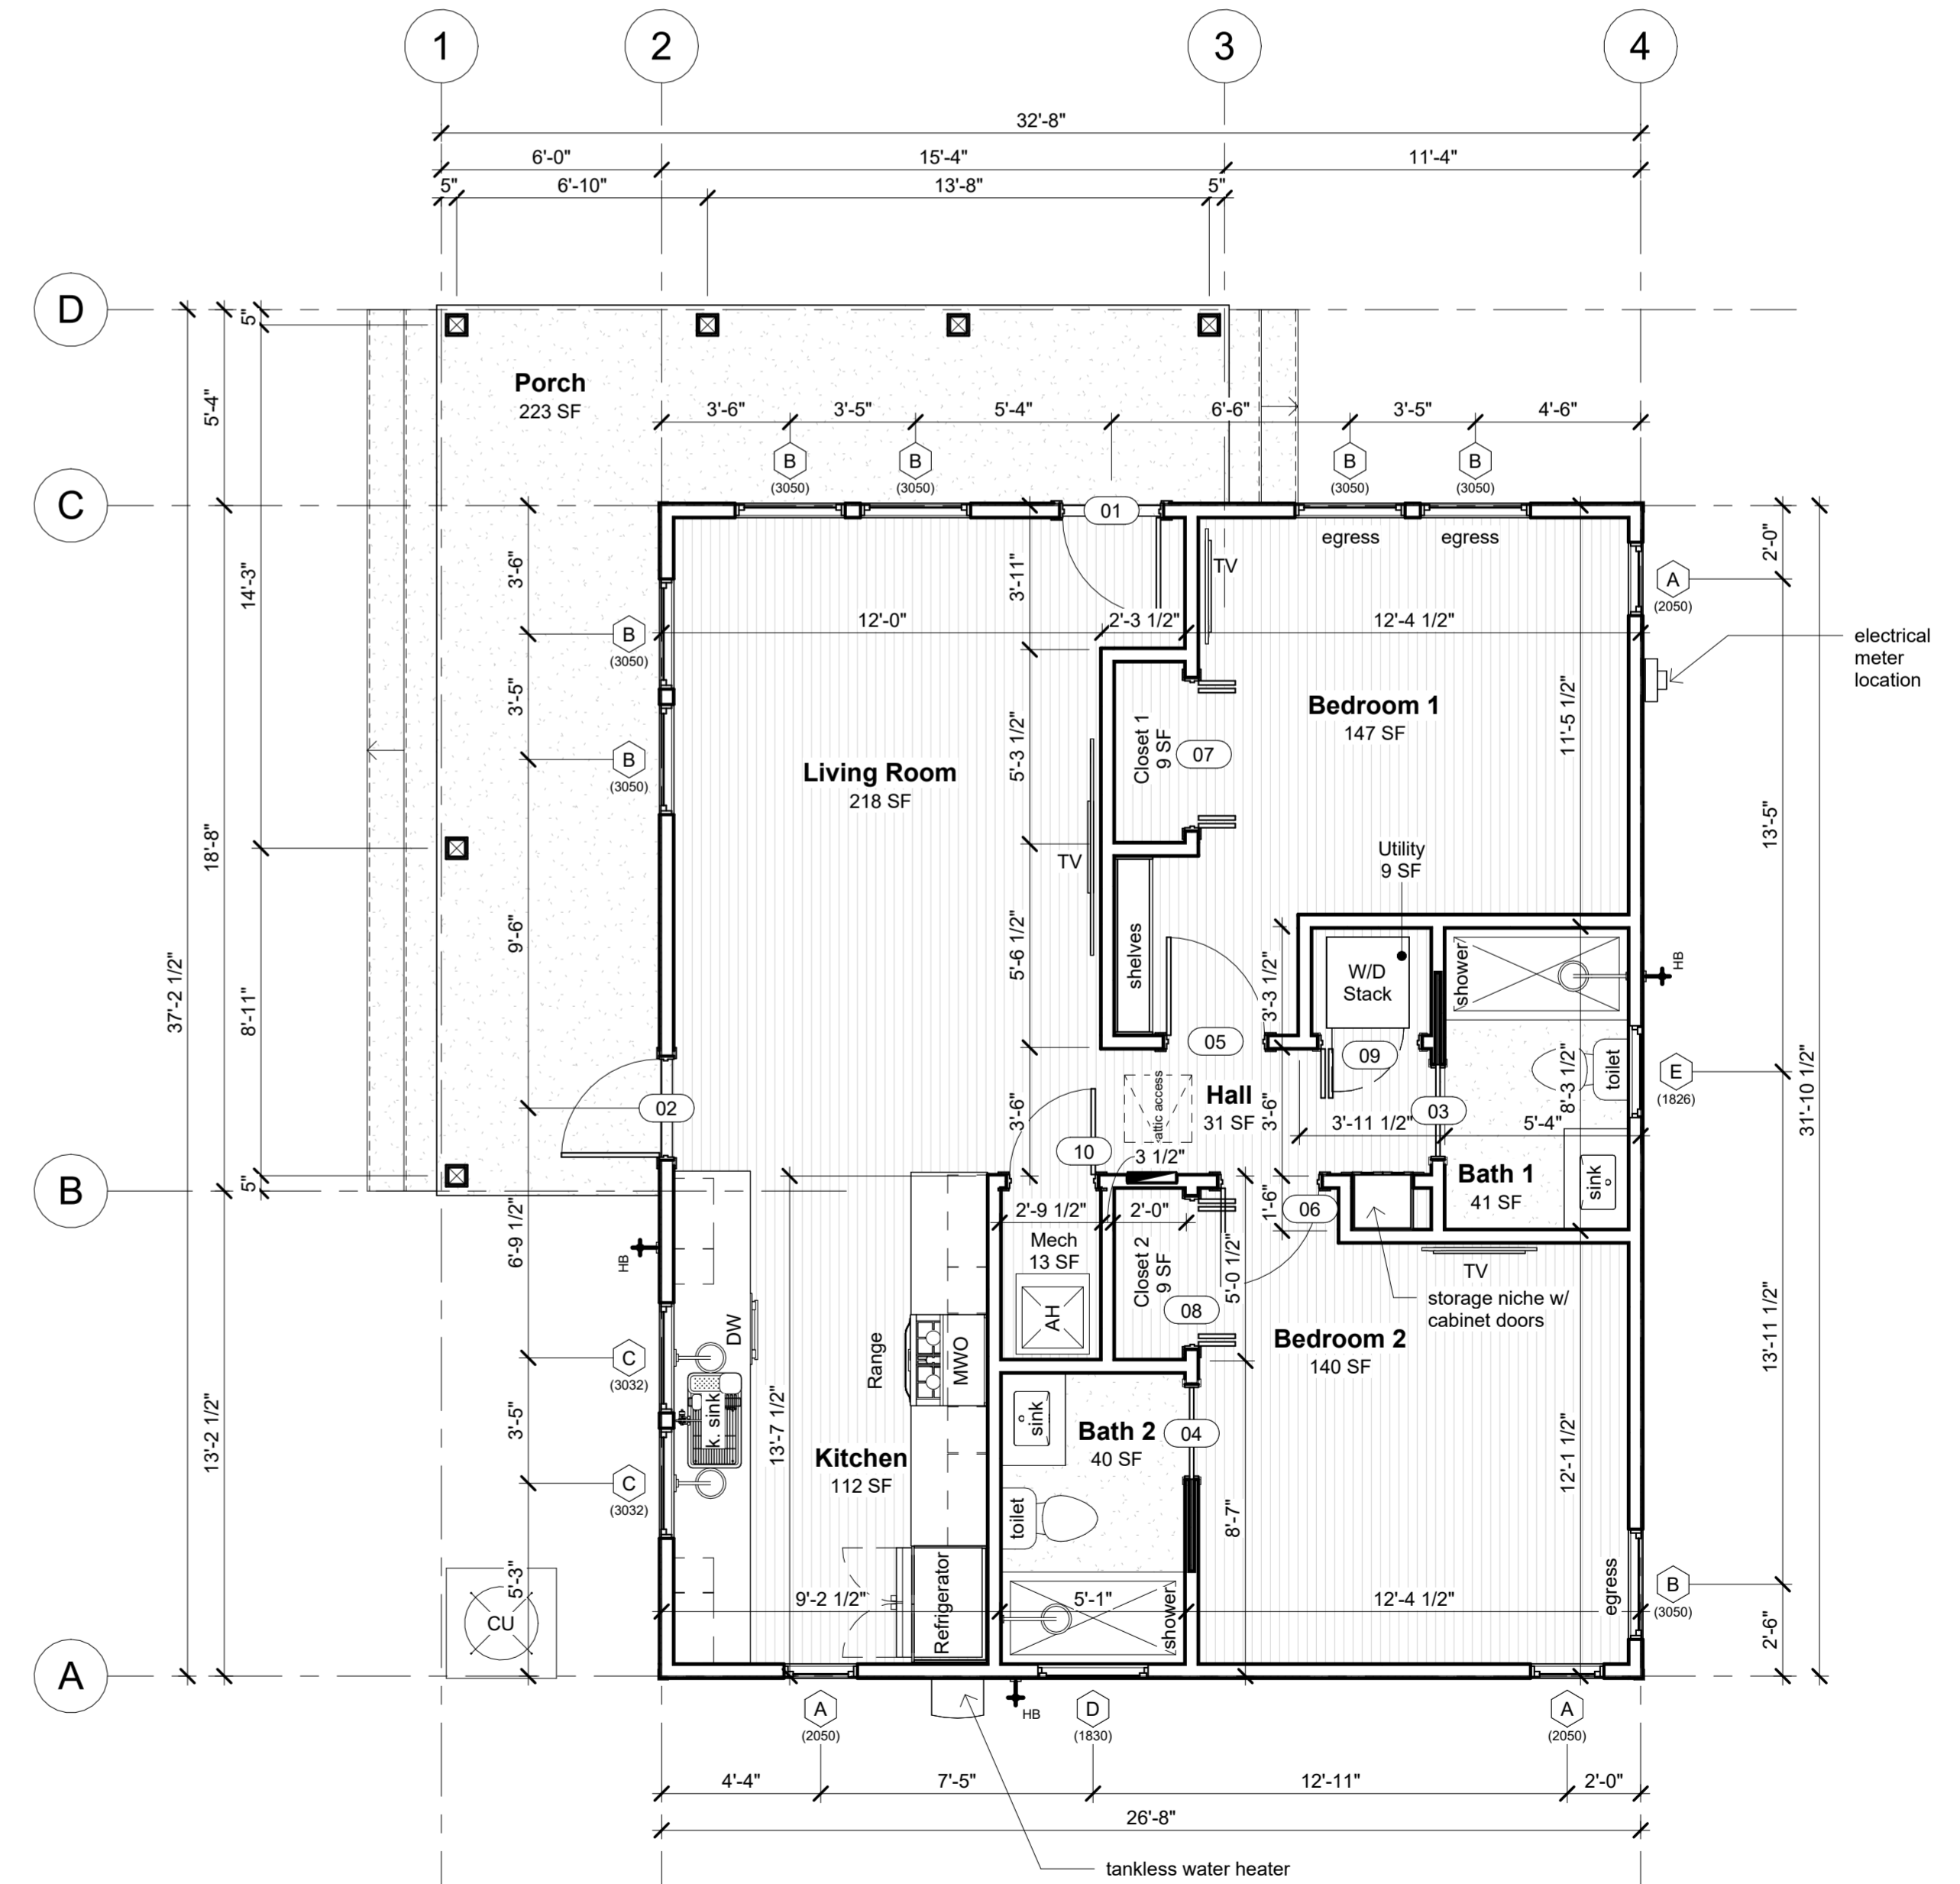 1
2
3
4
32'-8"
6'-0"
15'-4"
11'-4"
5"
6'-10"
13'-8"
5"
D
5"
Porch
223 SF
5'-4"
3'-6"
3'-5"
5'-4"
6'-6"
3'-5"
4'-6"
B
(3050)
B
(3050)
B
(3050)
B
(3050)
C
01
egress
egress
2'-0"
3'-6"
3'-11"
TV
A
(2050)
14'-3"
12'-0"
2'-3 1/2"
12'-4 1/2"
B
(3050)
electrical
meter
location
3'-5"
Bedroom 1
147 SF
11'-5 1/2"
5'-3 1/2"
Closet 1
9 SF
07
B
(3050)
Living Room
218 SF
13'-5"
18'-8"
TV
Utility
9 SF
9'-6"
5'-6 1/2"
shelves
W/D
Stack
shower
HB
3'-3 1/2"
37'-2 1/2"
8'-11"
05
09
toilet
8'-3 1/2"
E
(1826)
31'-10 1/2"
02
3'-6"
attic access
Hall
31 SF
3'-6"
3'-11 1/2"
03
5'-4"
10
3 1/2"
B
5"
Bath 1
41 SF
sink
6'-9 1/2"
2'-9 1/2"
2'-0"
1'-6"
06
HB
Mech
13 SF
Closet 2
9 SF
5'-0 1/2"
TV
storage niche w/
cabinet doors
AH
08
DW
Range
MWO
Bedroom 2
140 SF
13'-11 1/2"
C
(3032)
k. sink
3'-5"
13'-2 1/2"
13'-7 1/2"
Kitchen
112 SF
sink
Bath 2
40 SF
04
12'-1 1/2"
C
(3032)
toilet
8'-7"
5'-3"
9'-2 1/2"
Refrigerator
5'-1"
shower
12'-4 1/2"
egress
B
(3050)
2'-6"
CU
A
A
(2050)
HB
D
(1830)
A
(2050)
4'-4"
7'-5"
12'-11"
2'-0"
26'-8"
tankless water heater